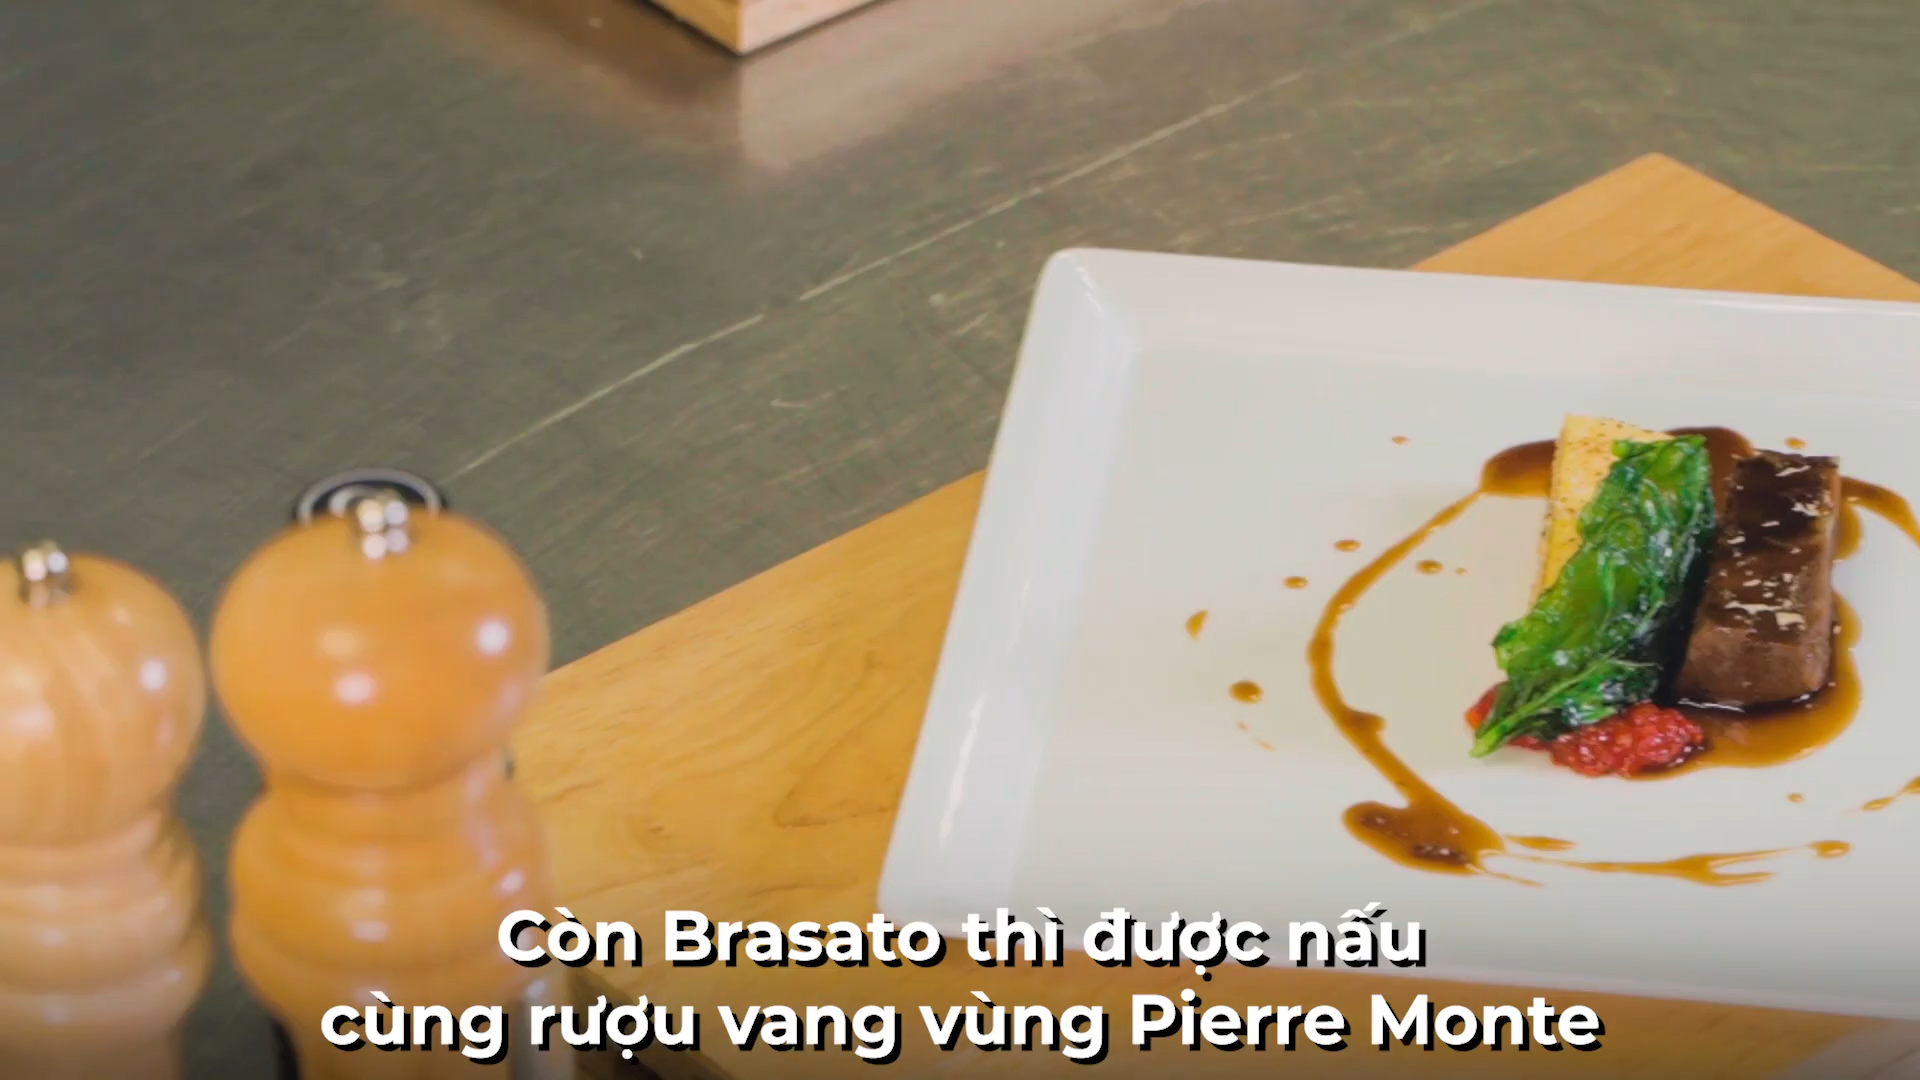 Còn Brasato thì được nấu
cùng rượu vang vùng Pierre Monte